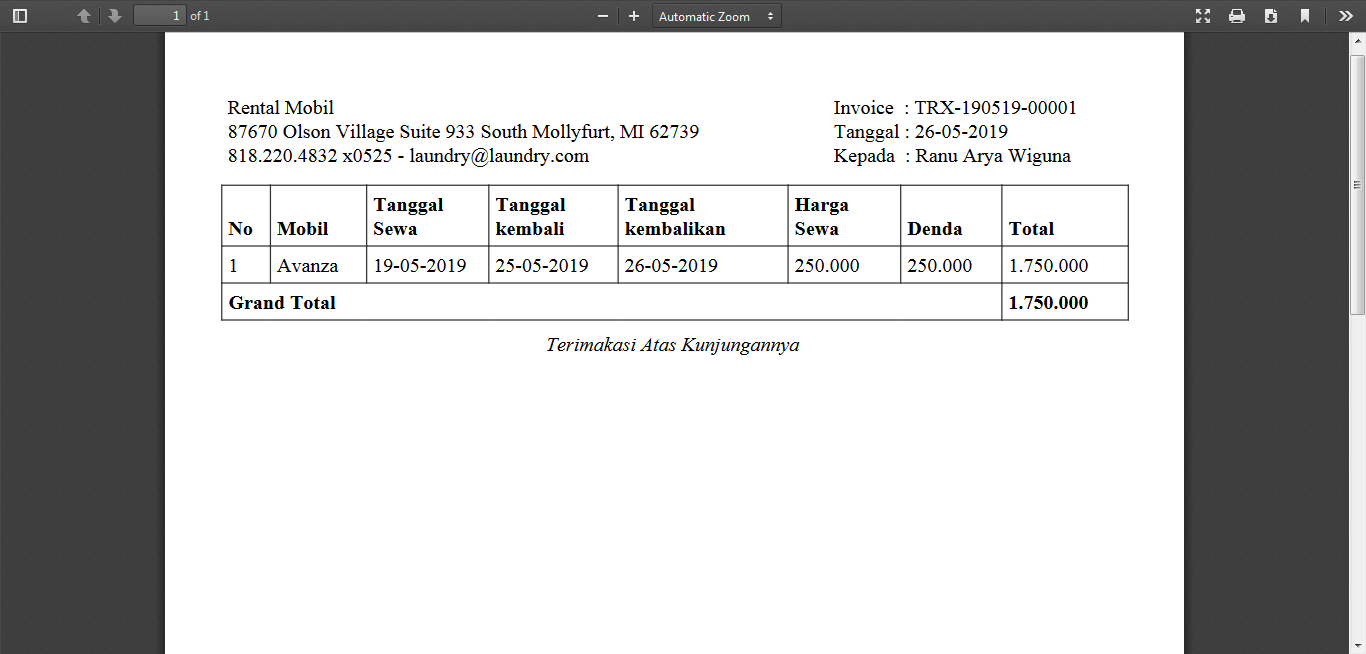 1 of 1
Automatic Zoom
Rental Mobil
87670 Olson Village Suite 933 South Mollyfurt, MI 62739
818.220.4832 x0525 - laundry@laundry.com
Invoice : TRX-190519-00001
Tanggal : 26-05-2019
Kepada : Ranu Arya Wiguna
No Mobil Tanggal Sewa Tanggal kembali Tanggal kembalikan Harga Sewa Denda Total
1 Avanza 19-05-2019 25-05-2019 26-05-2019 250.000 250.000 1.750.000
Grand Total 1.750.000
Terimakasi Atas Kunjungannya